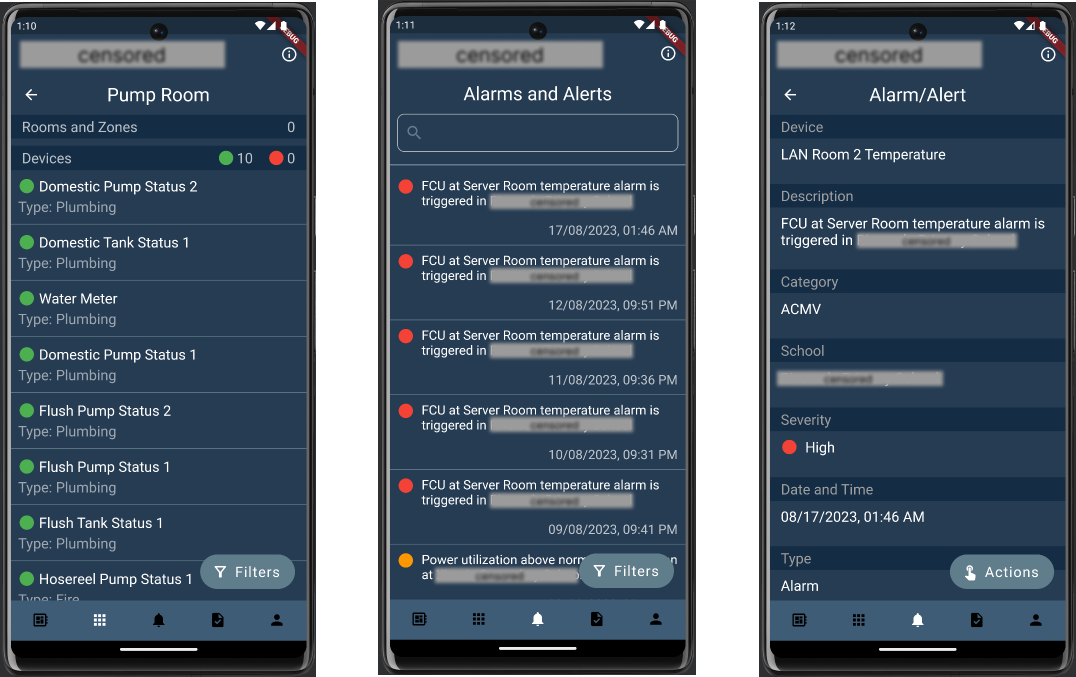 1:10
DEBUG
censored
Pump Room
Rooms and Zones 0
Devices 10 0
Domestic Pump Status 2
Type: Plumbing
Domestic Tank Status 1
Type: Plumbing
Water Meter
Type: Plumbing
Domestic Pump Status 1
Type: Plumbing
Flush Pump Status 2
Type: Plumbing
Flush Pump Status 1
Type: Plumbing
Flush Tank Status 1
Type: Plumbing
Hosereel Pump Status 1
Type: Fire
Filters
1:11
DEBUG
censored
Alarms and Alerts
FCU at Server Room temperature alarm is
triggered in censored
17/08/2023, 01:46 AM
FCU at Server Room temperature alarm is
triggered in censored
12/08/2023, 09:51 PM
FCU at Server Room temperature alarm is
triggered in censored
11/08/2023, 09:36 PM
FCU at Server Room temperature alarm is
triggered in censored
10/08/2023, 09:31 PM
FCU at Server Room temperature alarm is
triggered in censored
09/08/2023, 09:41 PM
Power utilization above norm
at censored
Filters
1:12
DEBUG
censored
Alarm/Alert
Device
LAN Room 2 Temperature
Description
FCU at Server Room temperature alarm is
triggered in censored
Category
ACMV
School
censored
Severity
High
Date and Time
08/17/2023, 01:46 AM
Type
Alarm
Actions